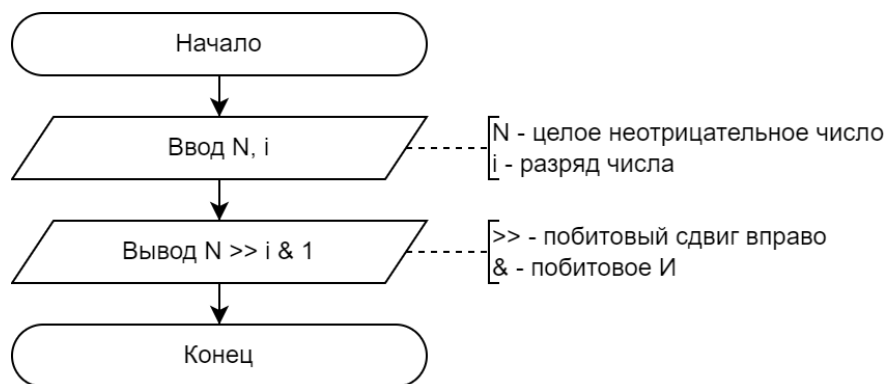 Начало
Ввод N, i
N - целое неотрицательное число
i - разряд числа
Вывод N >> i & 1
>> - побитовый сдвиг вправо
& - побитовое И
Конец